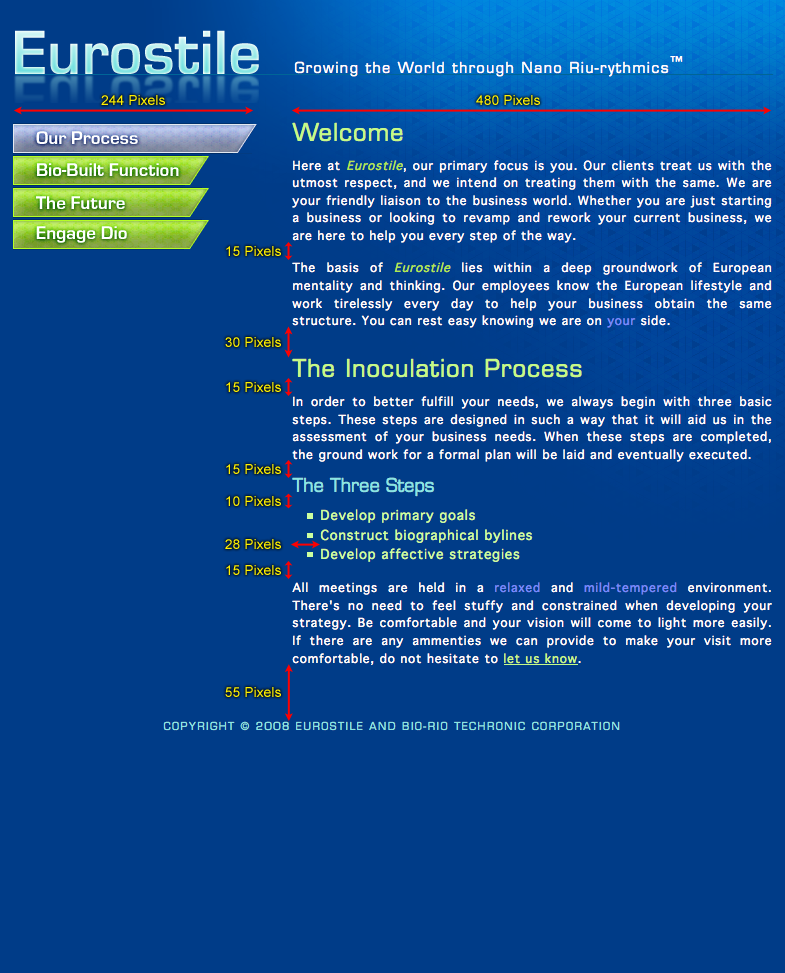 Eurostile
Growing the World through Nano Riu-rythmics™
244 Pixels
480 Pixels
Our Process
Bio-Built Function
The Future
Engage Dio
Welcome
Here at Eurostile, our primary focus is you. Our clients treat us with the
utmost respect, and we intend on treating them with the same. We are
your friendly liaison to the business world. Whether you are just starting
a business or looking to revamp and rework your current business, we
are here to help you every step of the way.
15 Pixels
The basis of Eurostile lies within a deep groundwork of European
mentality and thinking. Our employees know the European lifestyle and
work tirelessly every day to help your business obtain the same
structure. You can rest easy knowing we are on your side.
30 Pixels
The Inoculation Process
15 Pixels
In order to better fulfill your needs, we always begin with three basic
steps. These steps are designed in such a way that it will aid us in the
assessment of your business needs. When these steps are completed,
the ground work for a formal plan will be laid and eventually executed.
15 Pixels
The Three Steps
10 Pixels
Develop primary goals
Construct biographical bylines
28 Pixels
Develop affective strategies
15 Pixels
All meetings are held in a relaxed and mild-tempered environment.
There's no need to feel stuffy and constrained when developing your
strategy. Be comfortable and your vision will come to light more easily.
If there are any ammenties we can provide to make your visit more
comfortable, do not hesitate to let us know.
55 Pixels
COPYRIGHT © 2008 EUROSTILE AND BIO-RIO TECHRONIC CORPORATION